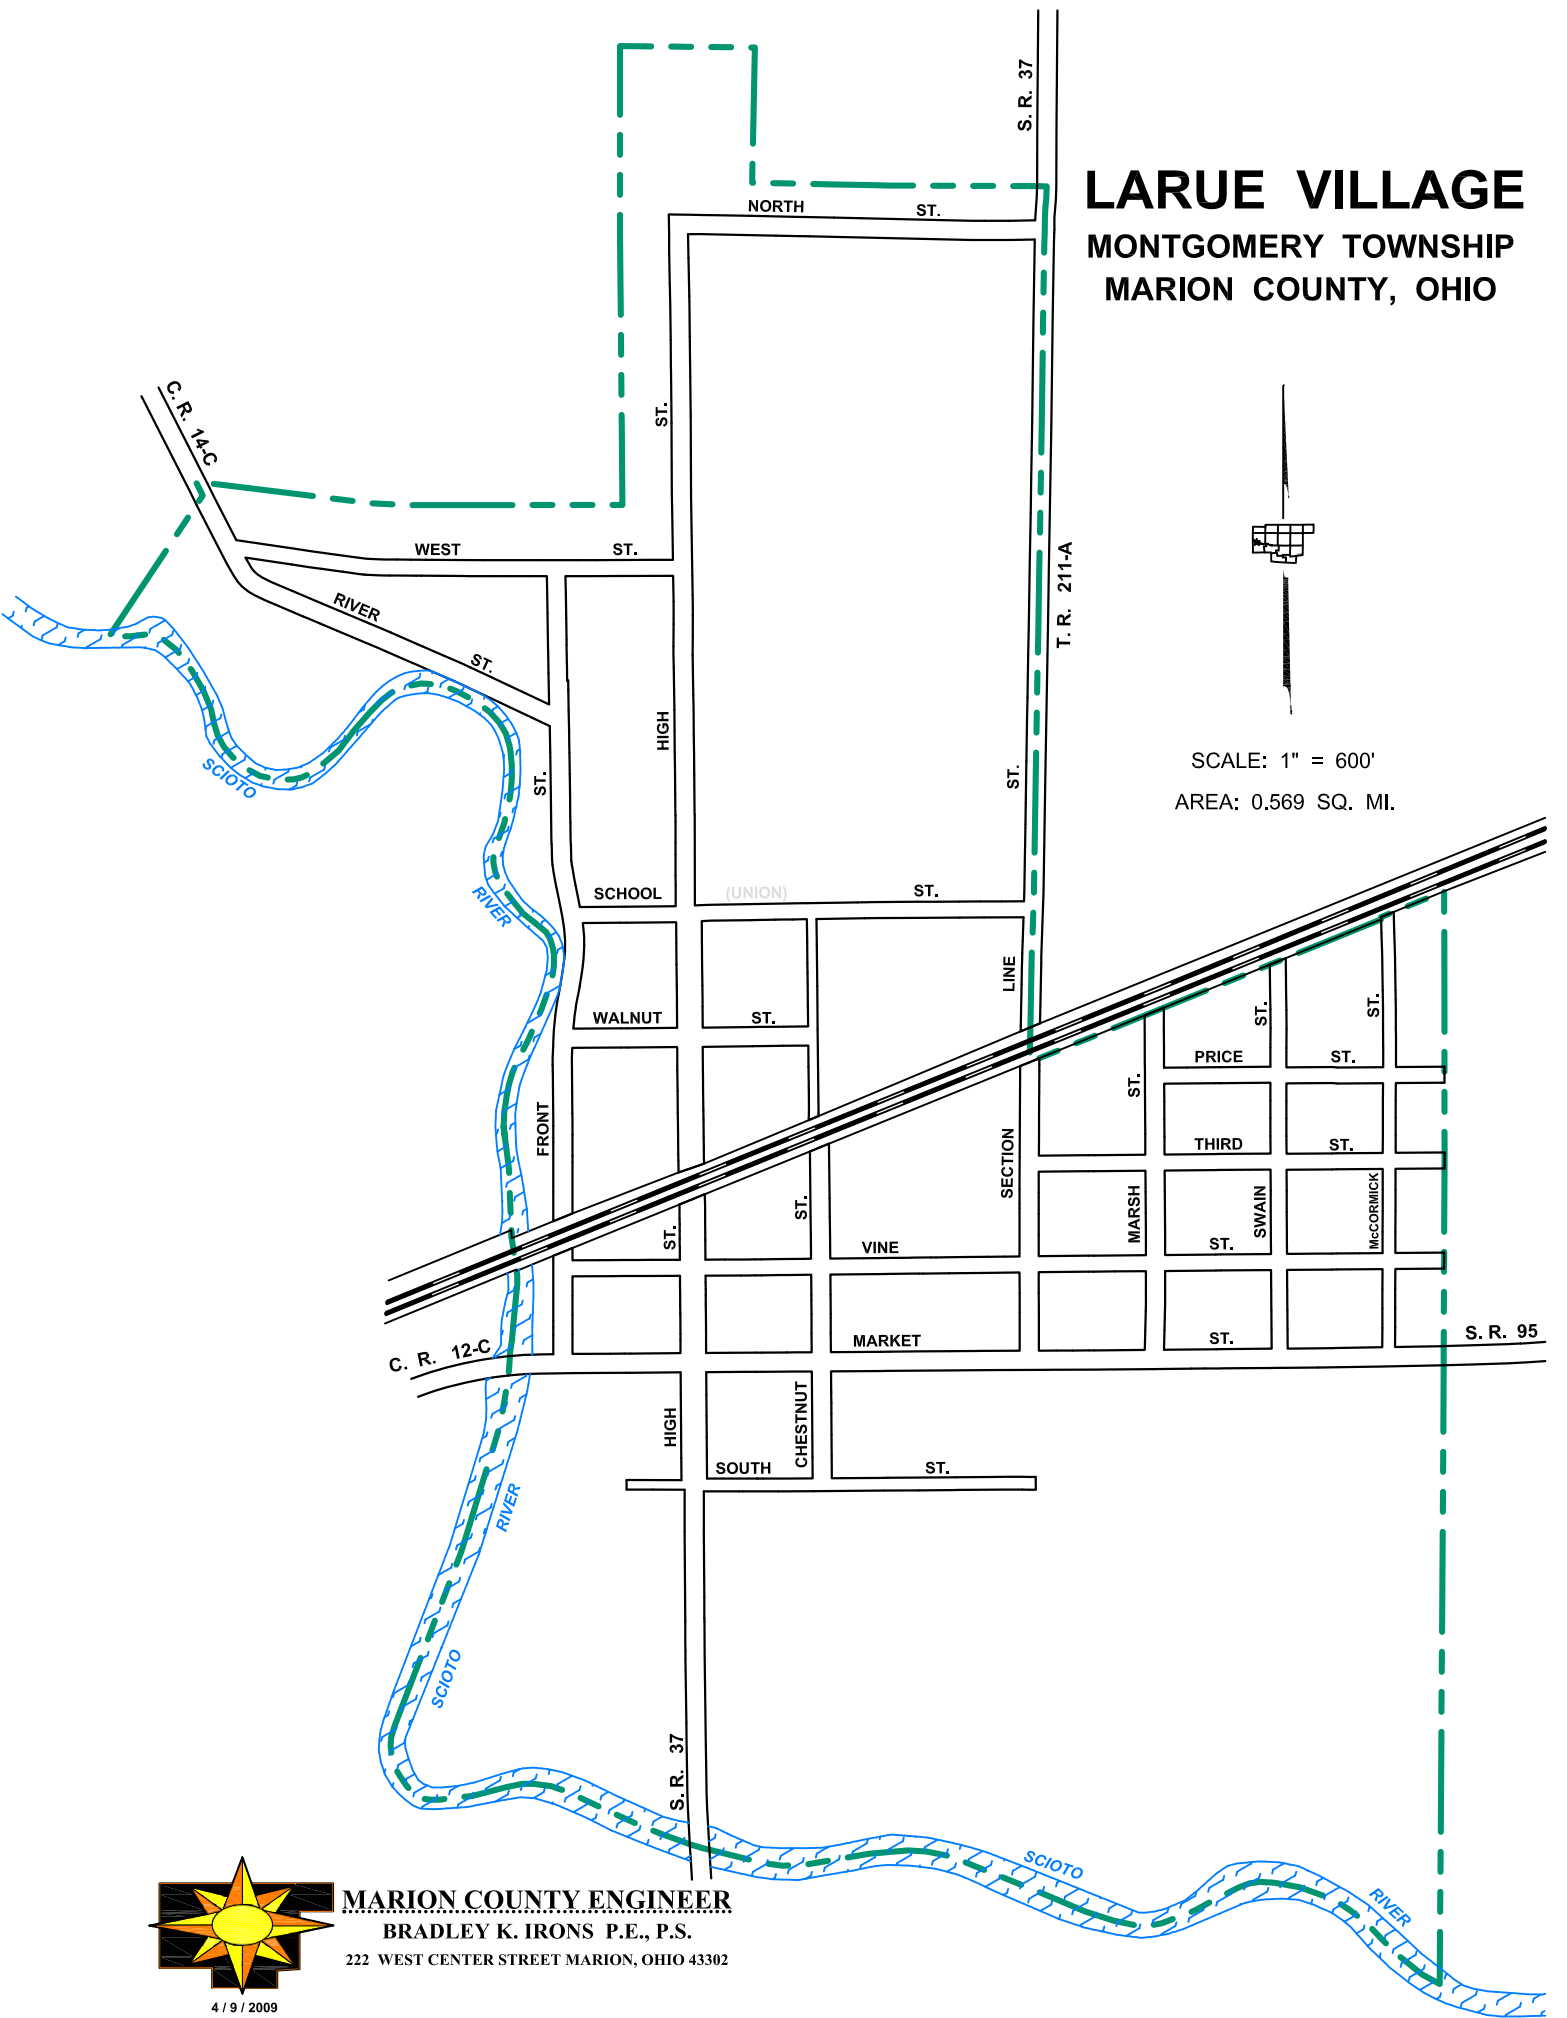 S. R. 37
LARUE VILLAGE
MONTGOMERY TOWNSHIP
MARION COUNTY, OHIO
NORTH ST.
C. R. 14-C
ST.
WEST ST.
RIVER ST.
T. R. 211-A
HIGH
ST.
ST.
SCIOTO
SCALE: 1" = 600'
AREA: 0.569 SQ. MI.
RIVER
SCHOOL (UNION) ST.
LINE
WALNUT ST.
ST.
ST.
PRICE ST.
ST.
FRONT
THIRD ST.
SECTION
MARSH
SWAIN
McCORMICK
ST.
ST.
VINE ST.
MARKET ST.
S. R. 95
C. R. 12-C
HIGH
CHESTNUT
SOUTH ST.
RIVER
SCIOTO
S. R. 37
SCIOTO
RIVER
MARION COUNTY ENGINEER
BRADLEY K. IRONS P.E., P.S.
222 WEST CENTER STREET MARION, OHIO 43302
4 / 9 / 2009